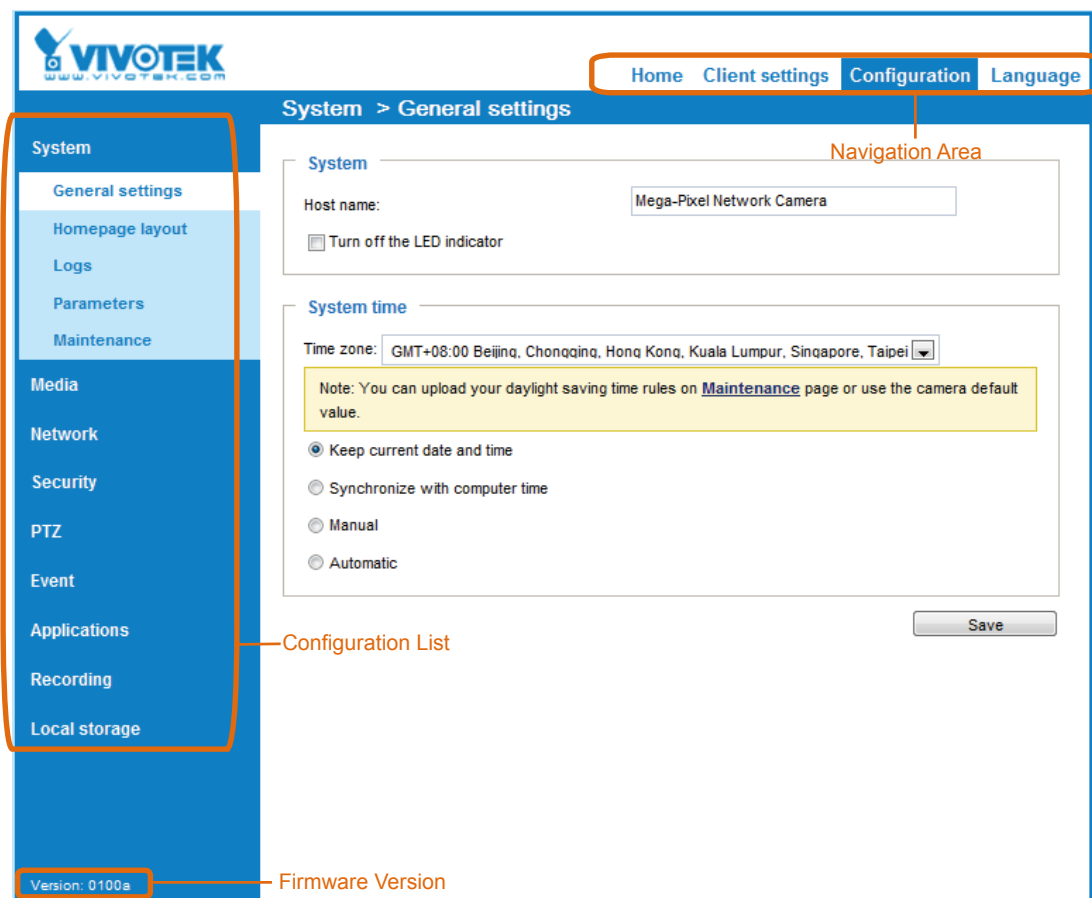 VIVOTEK
www.vivotek.com
Home Client settings Configuration Language
System > General settings
Navigation Area
System
General settings
Homepage layout
Logs
Parameters
Maintenance
Media
Network
Security
PTZ
Event
Applications
Recording
Local storage
Configuration List
Version: 0100a
Firmware Version
System
Host name: Mega-Pixel Network Camera
Turn off the LED indicator
System time
Time zone: GMT+08:00 Beijing, Chongqing, Hong Kong, Kuala Lumpur, Singapore, Taipei
Note: You can upload your daylight saving time rules on Maintenance page or use the camera default
value.
Keep current date and time
Synchronize with computer time
Manual
Automatic
Save